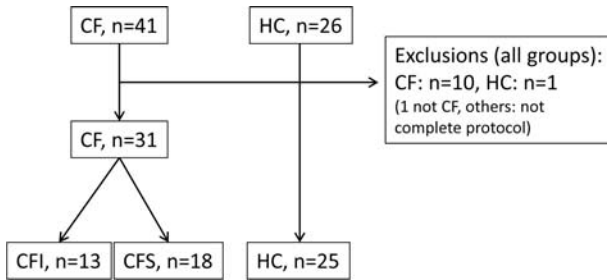 CF, n=41
HC, n=26
Exclusions (all groups):
CF: n=10, HC: n=1
(1 not CF, others: not
complete protocol)
CF, n=31
CFI, n=13
CFS, n=18
HC, n=25